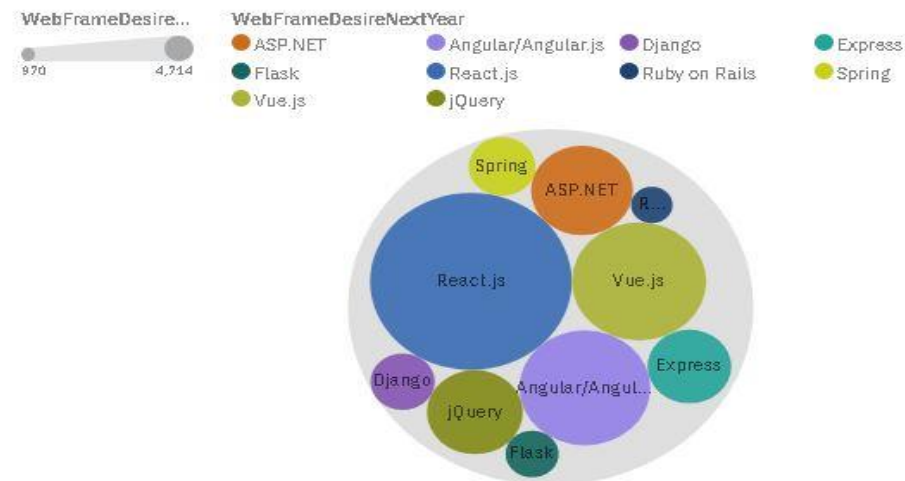 WebFrameDesire... WebFrameDesireNextYear
ASP.NET Angular/Angular.js Django Express
970 4,714
Flask React.js Ruby on Rails Spring
Vue.js jQuery
Spring
ASP.NET
R...
React.js
Vue.js
Express
Django
Angular/Angul...
jQuery
Flask